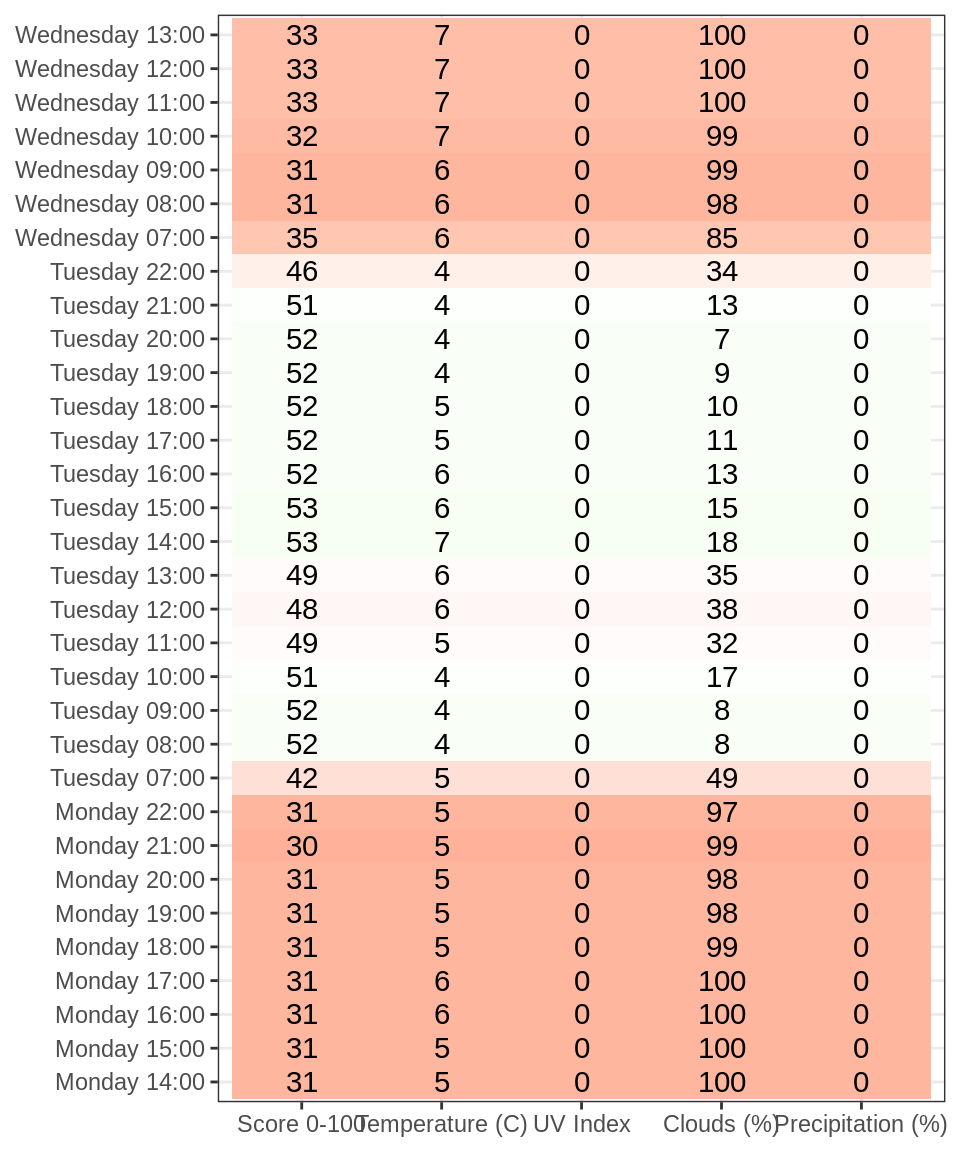 Wednesday 13:00 33 7 0 100 0
Wednesday 12:00 33 7 0 100 0
Wednesday 11:00 33 7 0 100 0
Wednesday 10:00 32 7 0 99 0
Wednesday 09:00 31 6 0 99 0
Wednesday 08:00 31 6 0 98 0
Wednesday 07:00 35 6 0 85 0
Tuesday 22:00 46 4 0 34 0
Tuesday 21:00 51 4 0 13 0
Tuesday 20:00 52 4 0 7 0
Tuesday 19:00 52 4 0 9 0
Tuesday 18:00 52 5 0 10 0
Tuesday 17:00 52 5 0 11 0
Tuesday 16:00 52 6 0 13 0
Tuesday 15:00 53 6 0 15 0
Tuesday 14:00 53 7 0 18 0
Tuesday 13:00 49 6 0 35 0
Tuesday 12:00 48 6 0 38 0
Tuesday 11:00 49 5 0 32 0
Tuesday 10:00 51 4 0 17 0
Tuesday 09:00 52 4 0 8 0
Tuesday 08:00 52 4 0 8 0
Tuesday 07:00 42 5 0 49 0
Monday 22:00 31 5 0 97 0
Monday 21:00 30 5 0 99 0
Monday 20:00 31 5 0 98 0
Monday 19:00 31 5 0 98 0
Monday 18:00 31 5 0 99 0
Monday 17:00 31 6 0 100 0
Monday 16:00 31 6 0 100 0
Monday 15:00 31 5 0 100 0
Monday 14:00 31 5 0 100 0
Score 0-100 Temperature (C) UV Index Clouds (%) Precipitation (%)